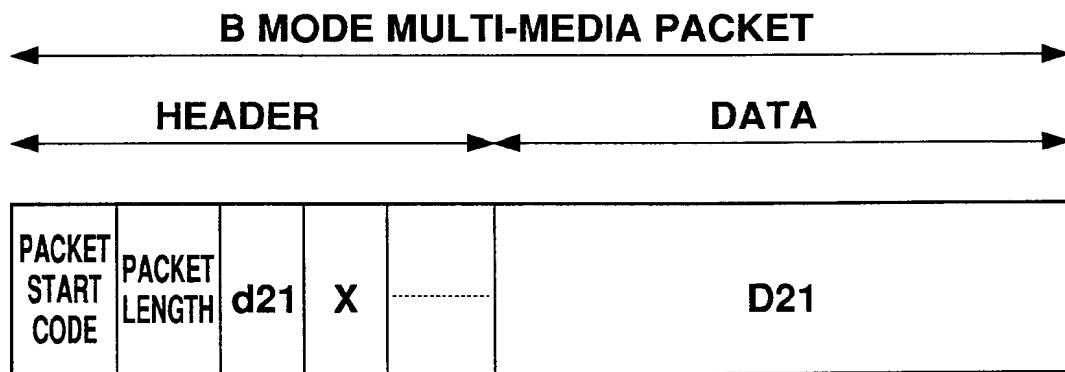 B MODE MULTI-MEDIA PACKET
HEADER
DATA
PACKET
START
CODE
PACKET
LENGTH
d21
X
D21